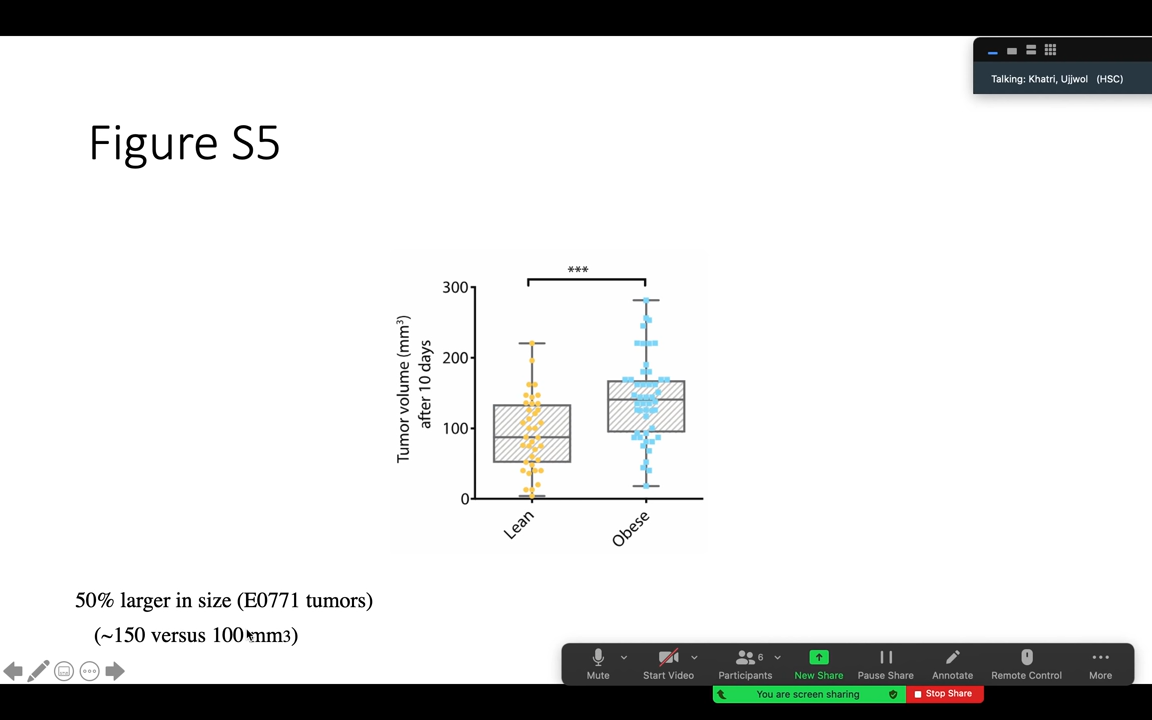 Talking: Khatri, Ujjwol (HSC)
Figure S5
***
300
200
100
0
Tumor volume (mm³)
after 10 days
Lean
Obese
50% larger in size (E0771 tumors)
(~150 versus 100 mm3)
6
Mute
Start Video
Participants
New Share
Pause Share
Annotate
Remote Control
More
You are screen sharing
Stop Share